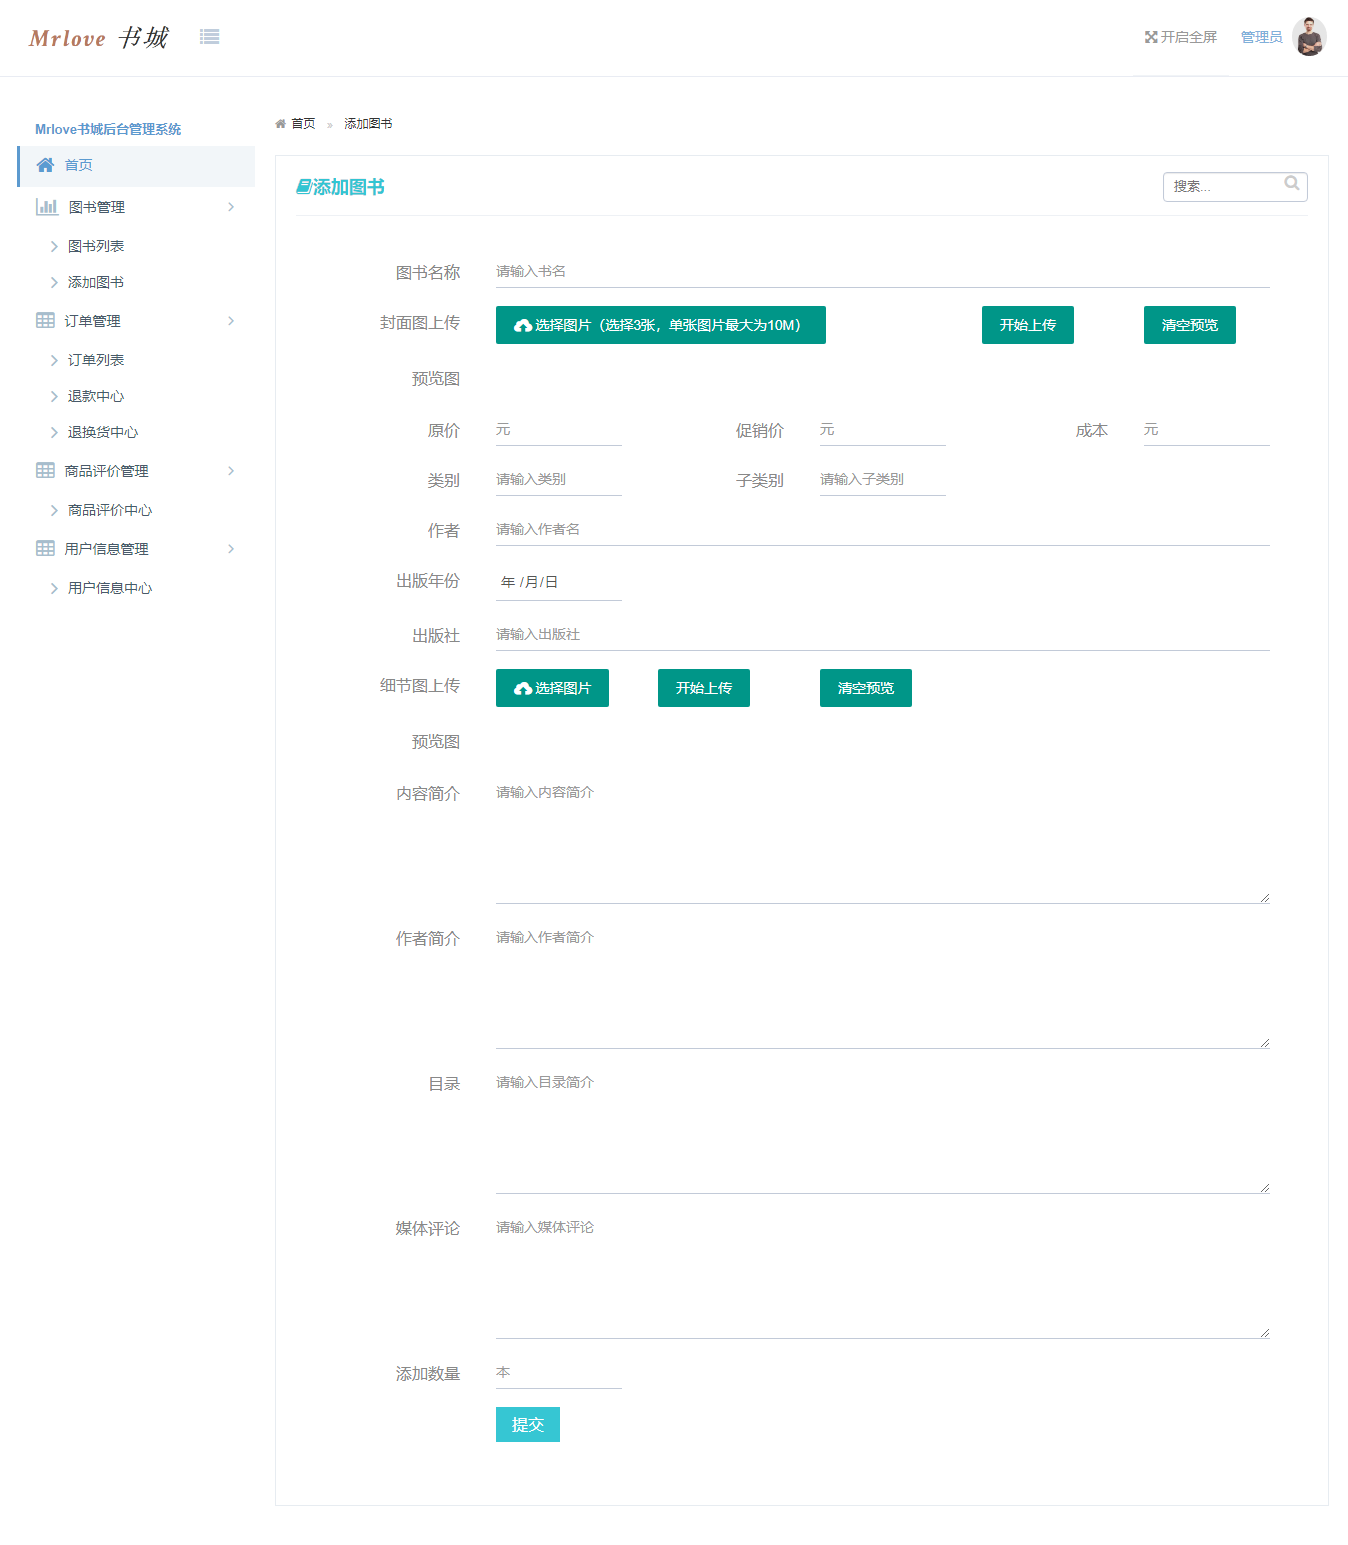 Mrlove 书城
开启全屏 管理员
Mrlove书城后台管理系统
首页
图书管理
图书列表
添加图书
订单管理
订单列表
退款中心
退换货中心
商品评价管理
商品评价中心
用户信息管理
用户信息中心
首页 » 添加图书
添加图书 搜索...
图书名称 请输入书名
封面图上传 选择图片（选择3张，单张图片最大为10M） 开始上传 清空预览
预览图
原价 元 促销价 元 成本 元
类别 请输入类别 子类别 请输入子类别
作者 请输入作者名
出版年份 年 /月/日
出版社 请输入出版社
细节图上传 选择图片 开始上传 清空预览
预览图
内容简介 请输入内容简介
作者简介 请输入作者简介
目录 请输入目录简介
媒体评论 请输入媒体评论
添加数量 本
提交